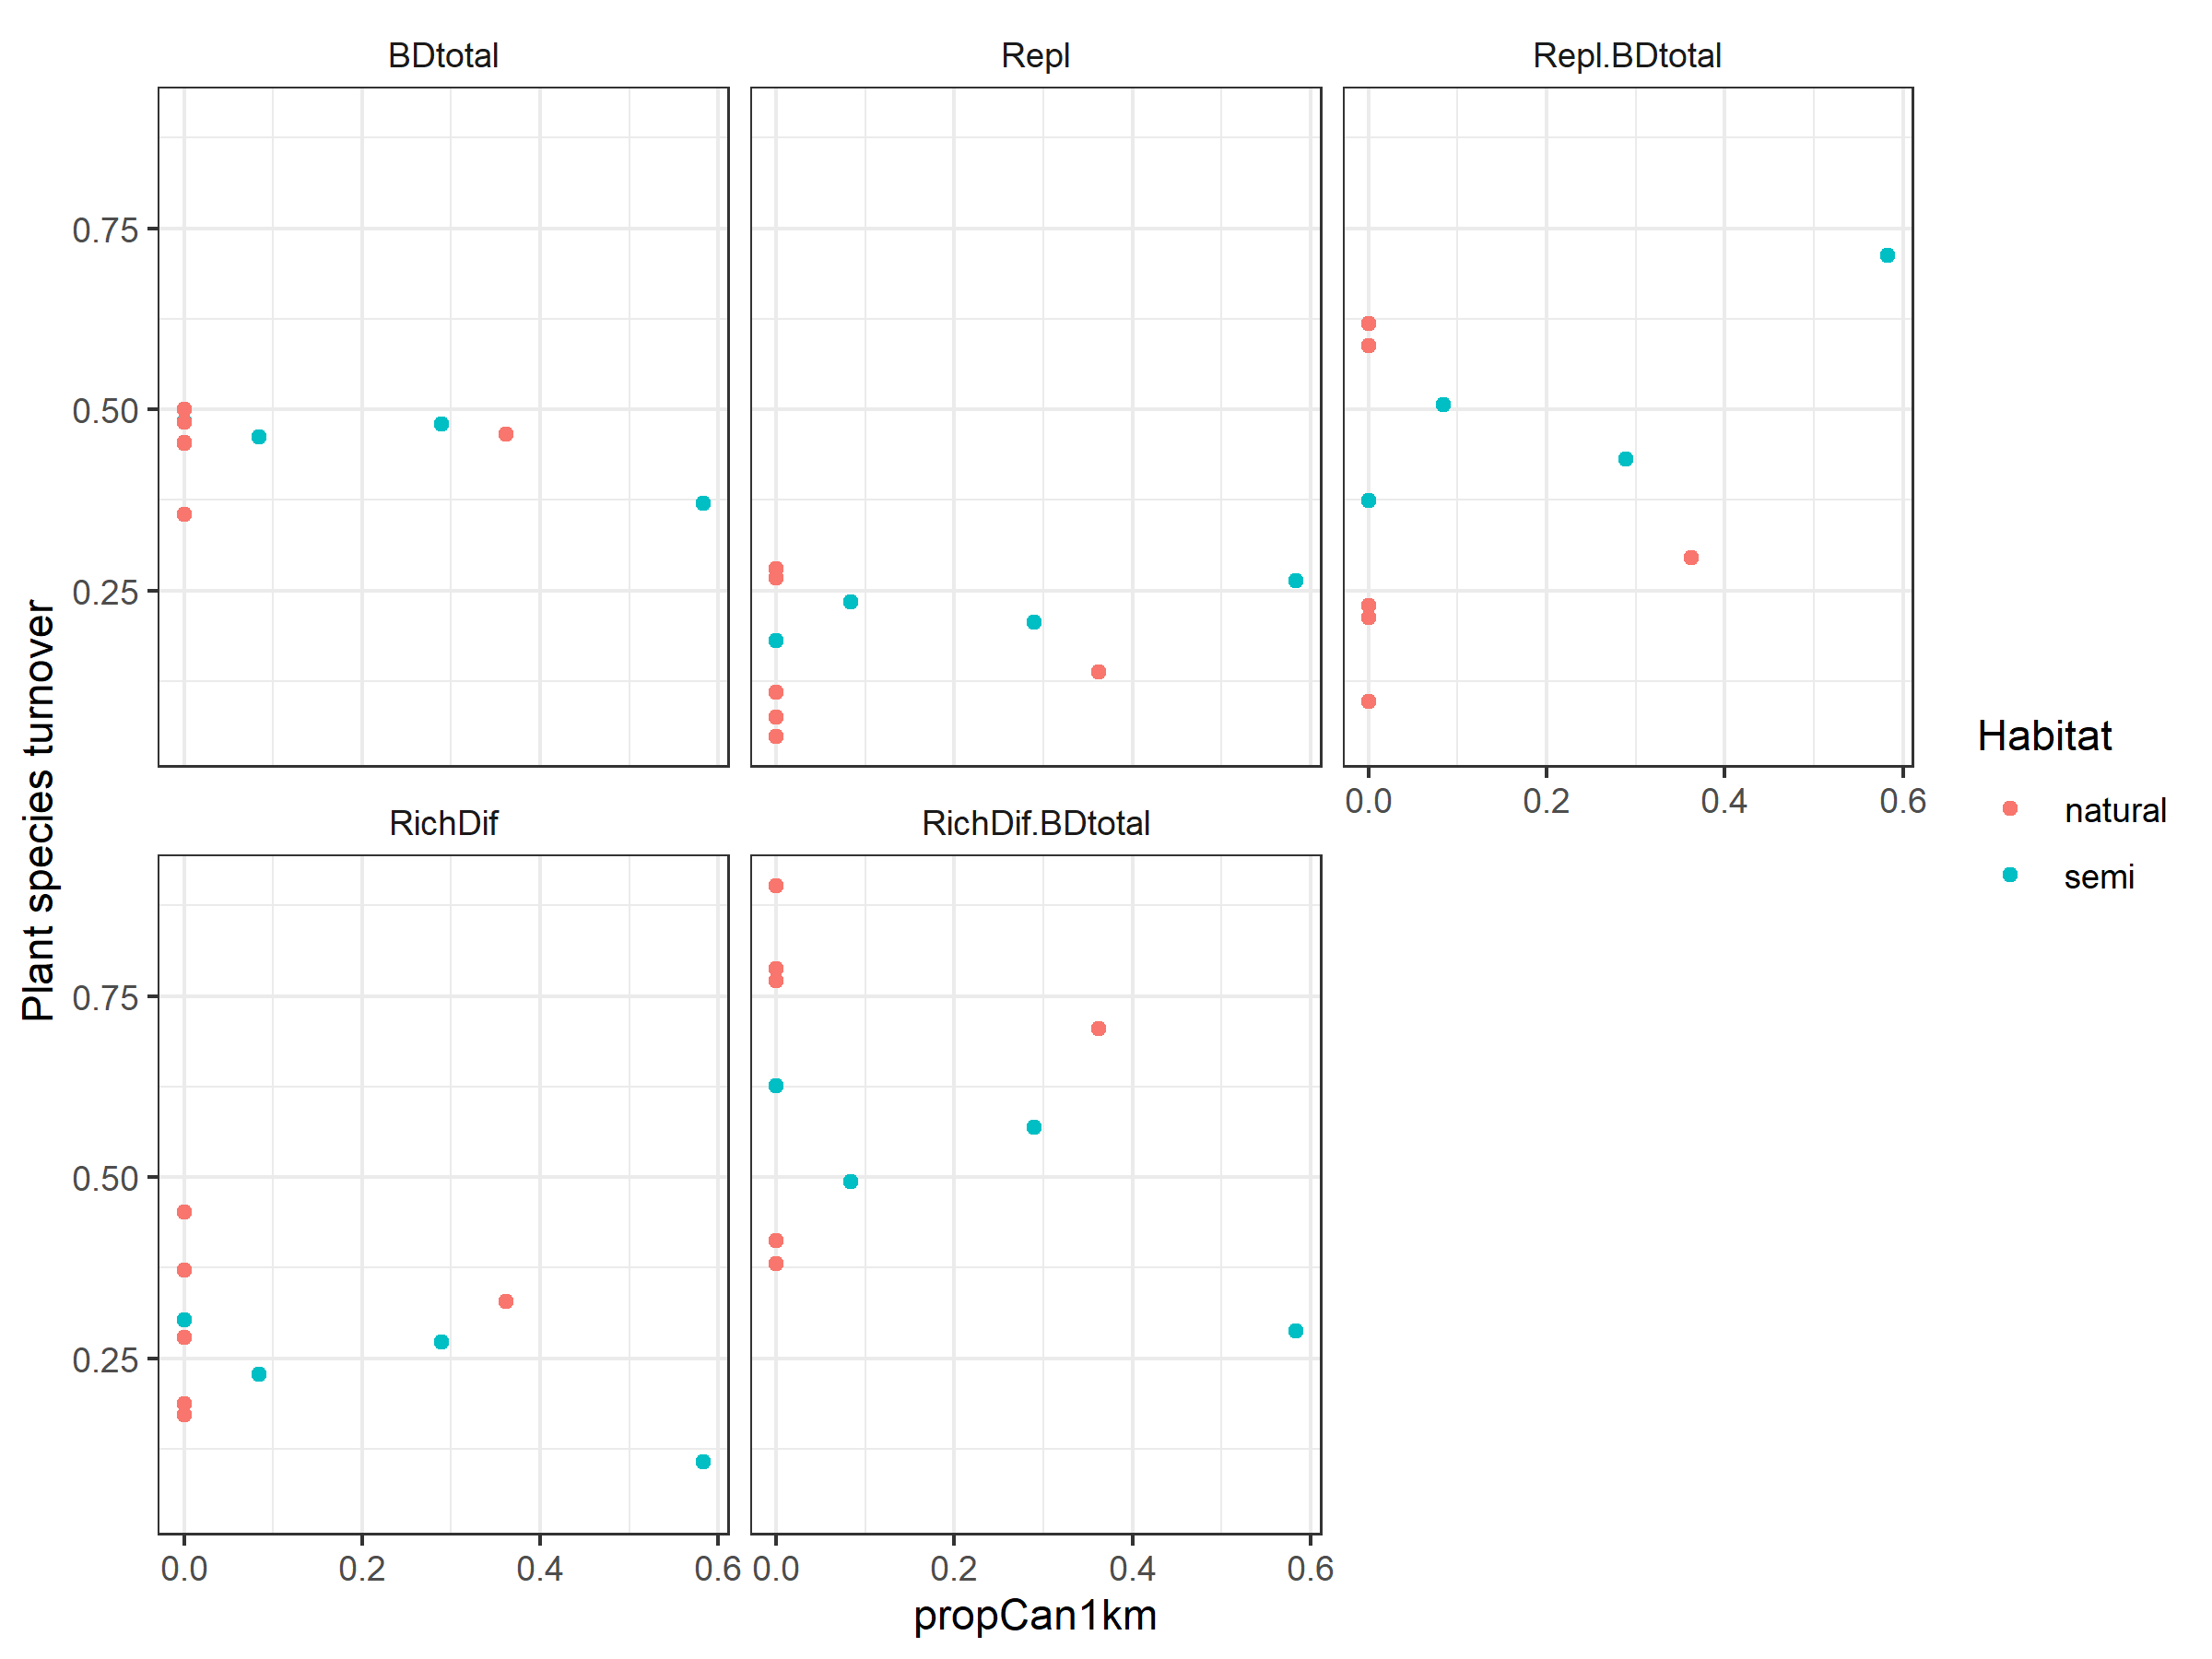 BDtotal Repl Repl.BDtotal
0.75
0.50
0.25
0.0 0.2 0.4 0.6
RichDif RichDif.BDtotal
0.75
0.50
0.25
0.0 0.2 0.4 0.6 0.0 0.2 0.4 0.6
propCan1km
Plant species turnover
Habitat
natural
semi